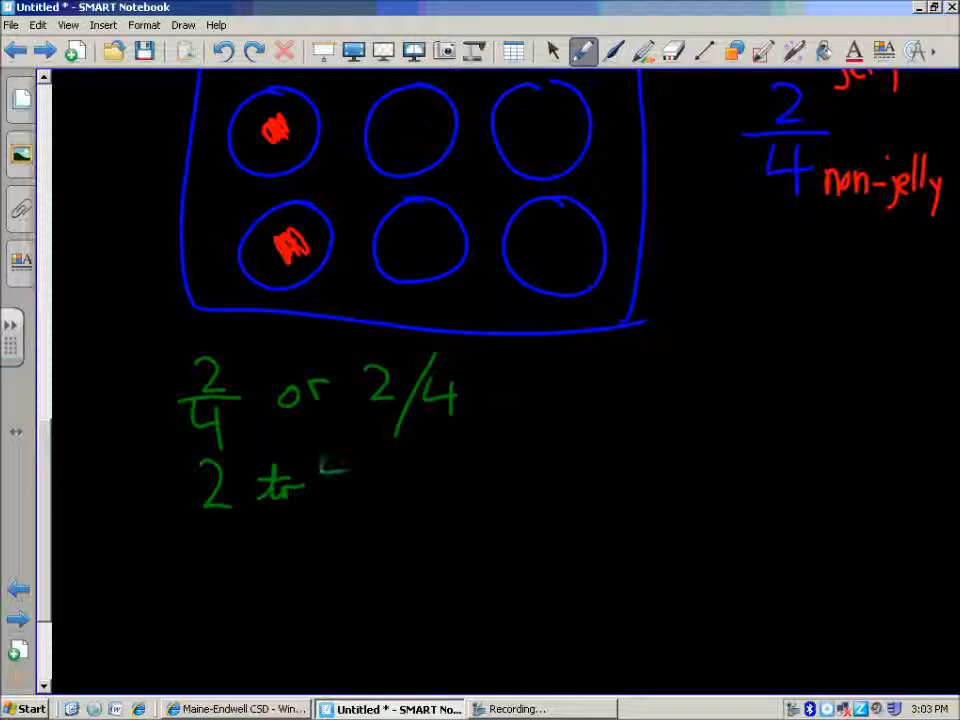 Untitled * - SMART Notebook
File Edit View Insert Format Draw Help
2
4 non-jelly
2
4 or 2/4
2 to
Start Maine-Endwell CSD - Win... Untitled * - SMART No... Recording... 3:03 PM